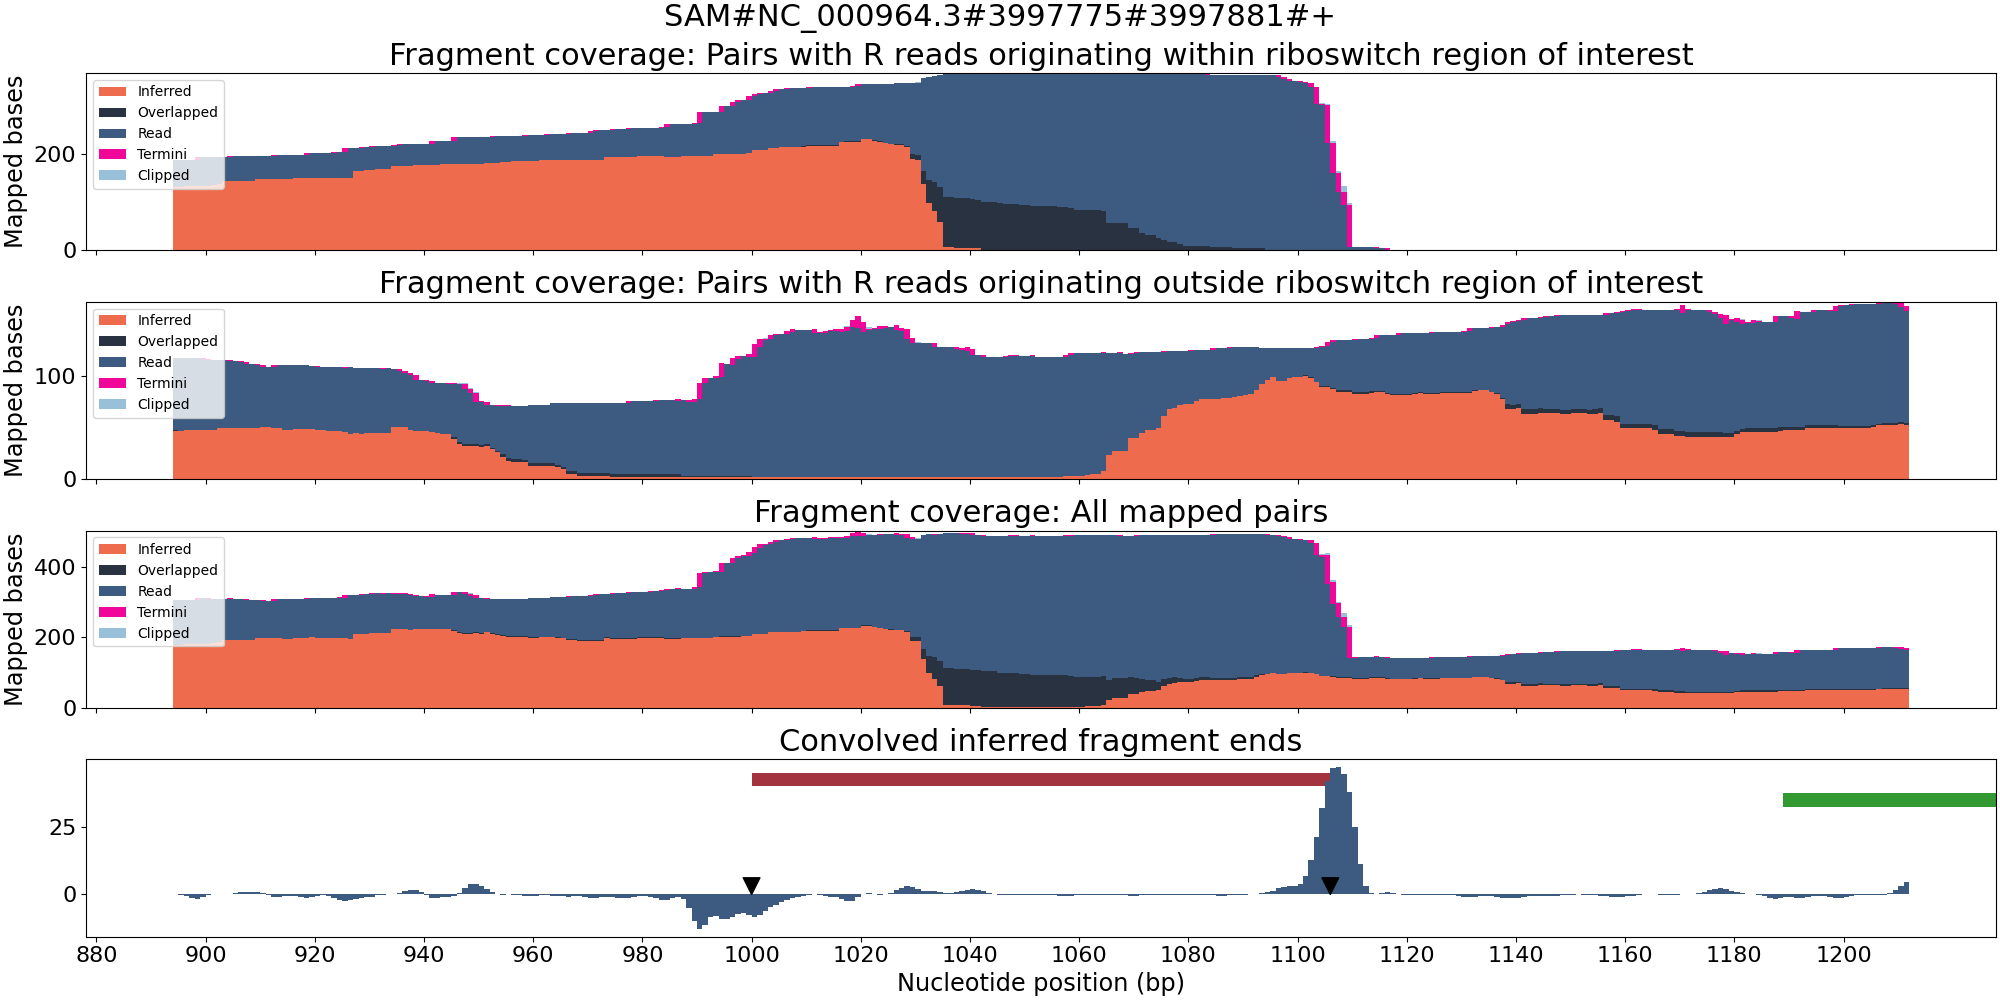 SAM#NC_000964.3#3997775#3997881#+
Fragment coverage: Pairs with R reads originating within riboswitch region of interest
Mapped bases
200
0
Inferred
Overlapped
Read
Termini
Clipped
Fragment coverage: Pairs with R reads originating outside riboswitch region of interest
Mapped bases
100
0
Inferred
Overlapped
Read
Termini
Clipped
Fragment coverage: All mapped pairs
Mapped bases
400
200
0
Inferred
Overlapped
Read
Termini
Clipped
Convolved inferred fragment ends
25
0
880 900 920 940 960 980 1000 1020 1040 1060 1080 1100 1120 1140 1160 1180 1200
Nucleotide position (bp)